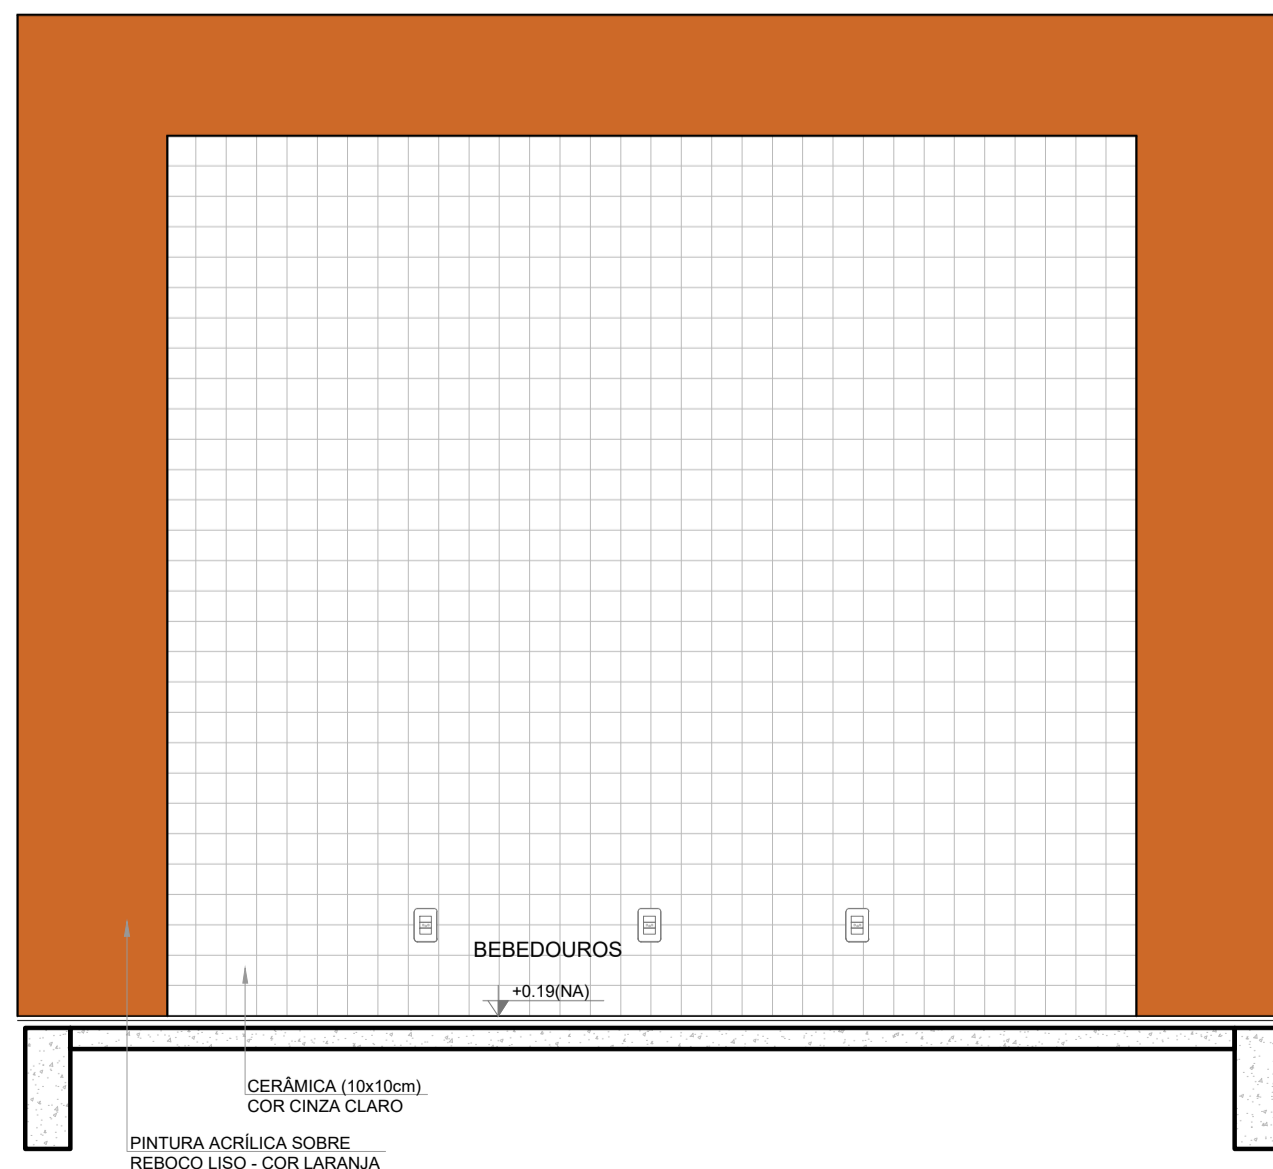 BEBEDOUROS
+0.19(NA)
CERÂMICA (10x10cm)
COR CINZA CLARO
PINTURA ACRÍLICA SOBRE
REBOCO LISO - COR LARANJA